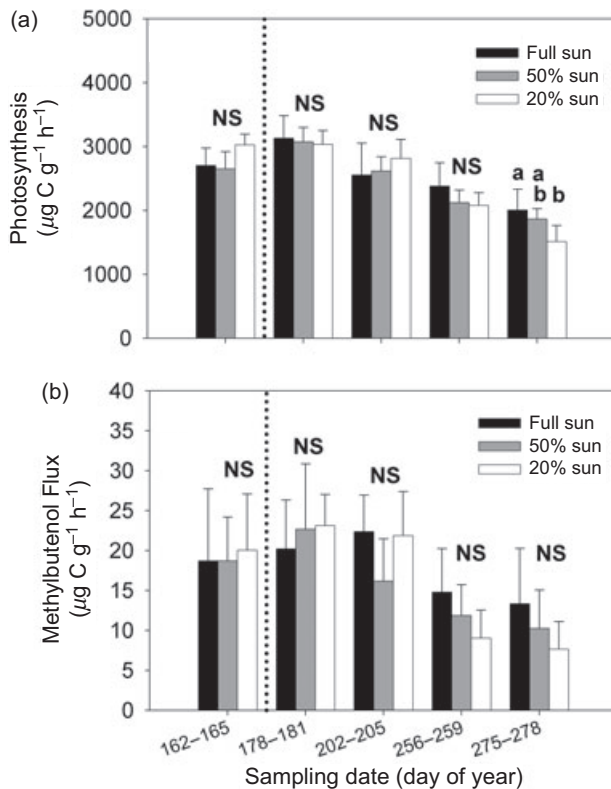 (a)
5000
4000
3000
2000
1000
0
Photosynthesis
(μg C g⁻¹ h⁻¹)
Full sun
50% sun
20% sun
NS
NS
NS
NS
a a
b b
(b)
40
35
30
25
20
15
10
5
0
Methylbutenol Flux
(μg C g⁻¹ h⁻¹)
Full sun
50% sun
20% sun
NS
NS
NS
NS
NS
162–165 178–181 202–205 256–259 275–278
Sampling date (day of year)